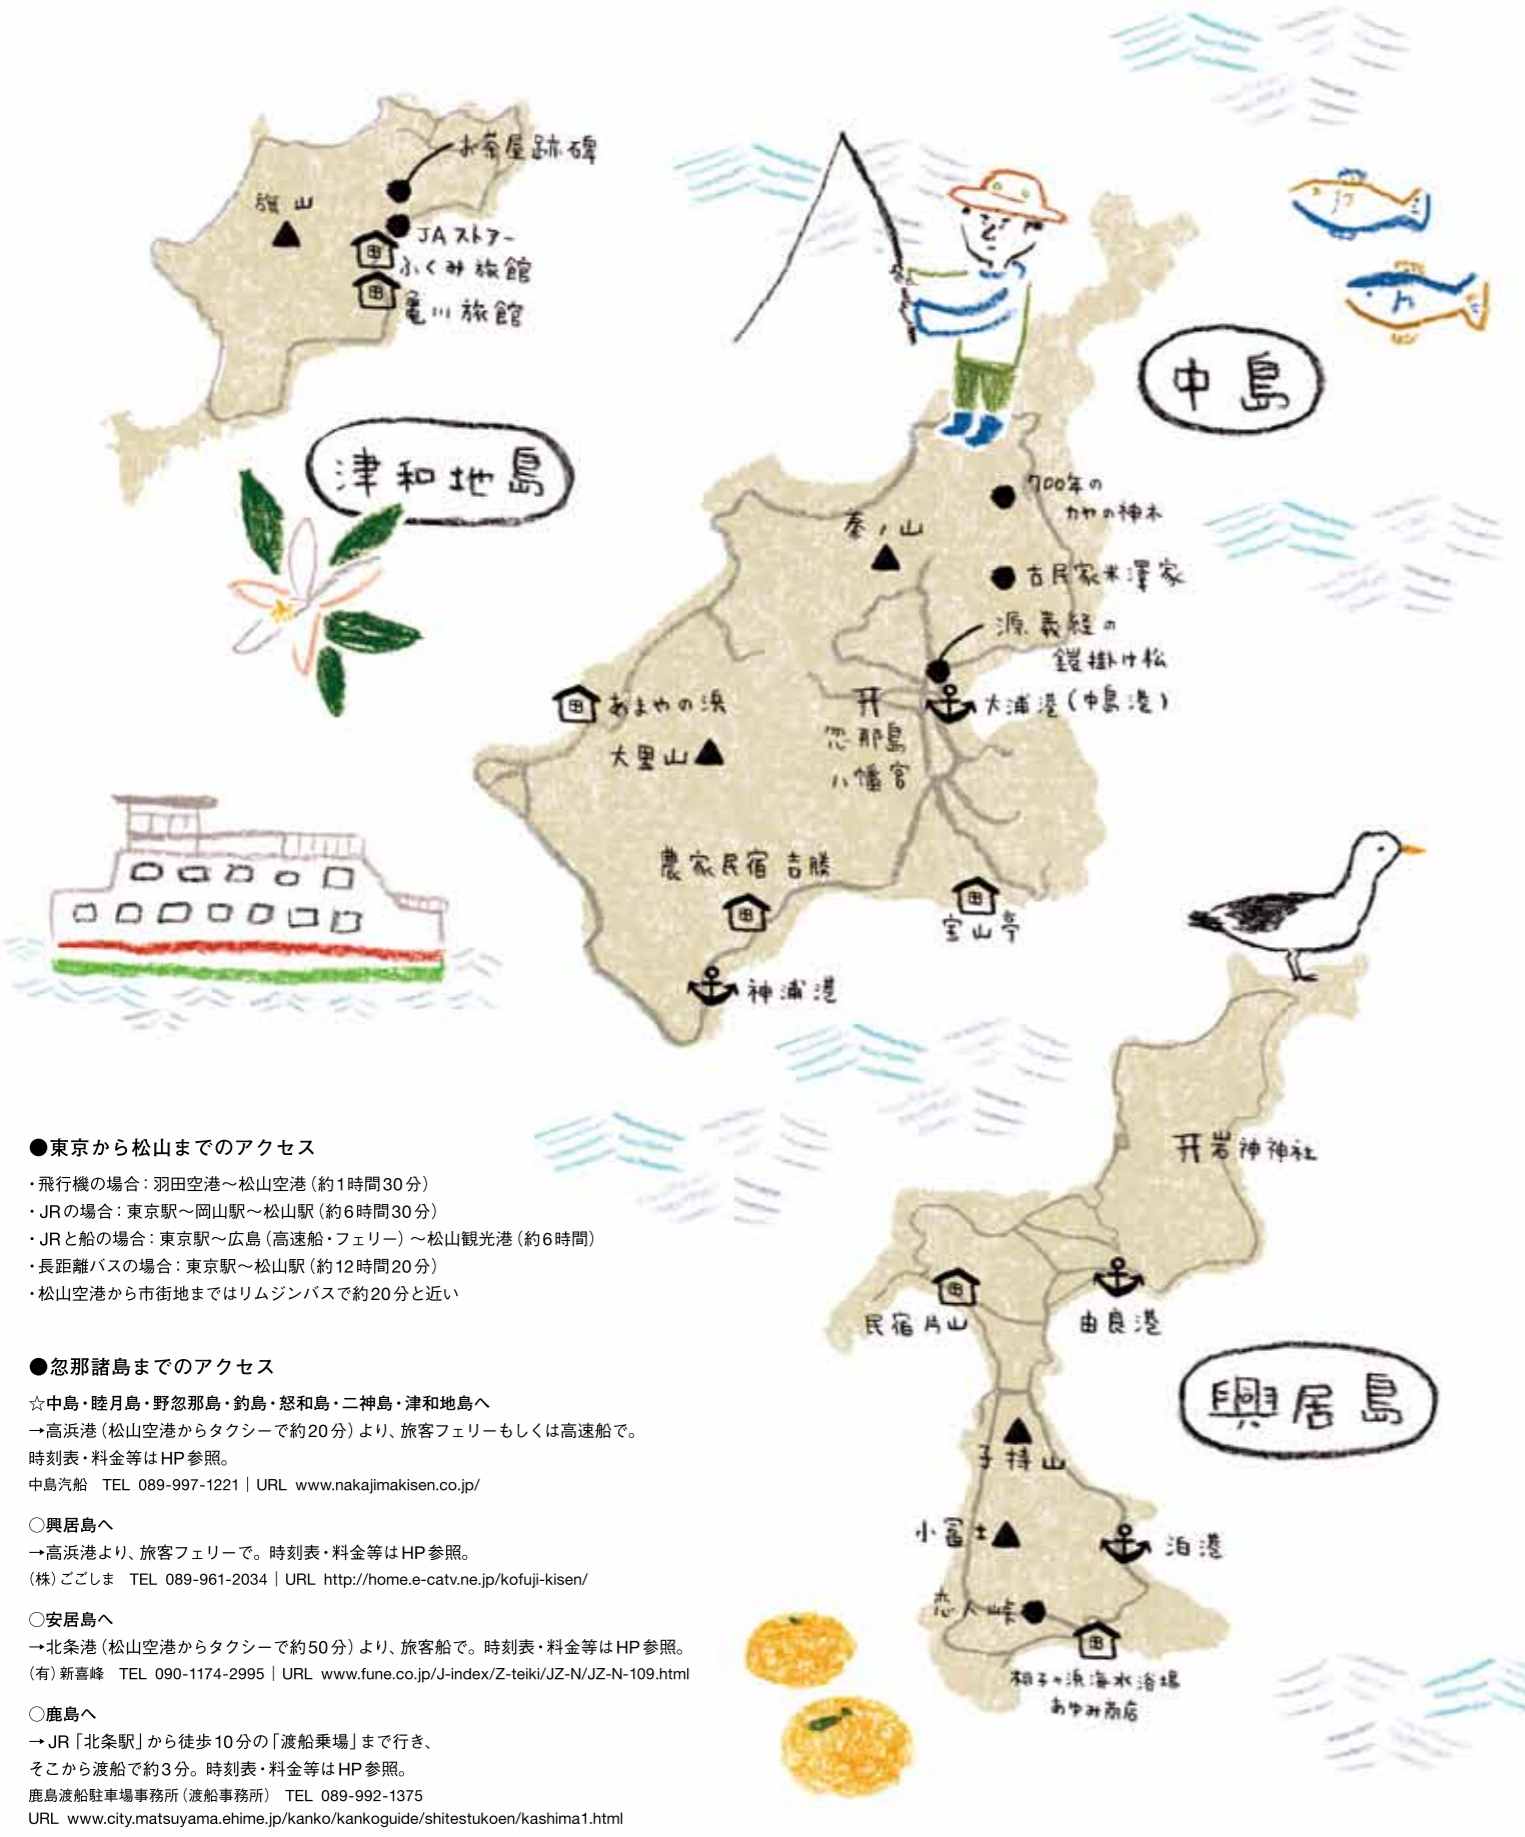 お茶屋跡碑
旗山
JAストアー
ふくみ旅館
亀川旅館
津和地島
中島
700年の
カヤの神木
泰ノ山
古民家米澤家
源義経の
鎧掛け松
あまやの浜
大浦港(中島港)
忽那島
八幡宮
大里山
農家民宿 吉勝
宝山亭
神浦港
岩神神社
民宿片山
由良港
興居島
子持山
小富士
泊港
恋人峠
相子ヶ浜海水浴場
あゆみ商店
●東京から松山までのアクセス
・飛行機の場合：羽田空港〜松山空港（約1時間30分）
・JRの場合：東京駅〜岡山駅〜松山駅（約6時間30分）
・JRと船の場合：東京駅〜広島（高速船・フェリー）〜松山観光港（約6時間）
・長距離バスの場合：東京駅〜松山駅（約12時間20分）
・松山空港から市街地まではリムジンバスで約20分と近い
●忽那諸島までのアクセス
☆中島・睦月島・野忽那島・釣島・怒和島・二神島・津和地島へ
→高浜港（松山空港からタクシーで約20分）より、旅客フェリーもしくは高速船で。
時刻表・料金等はHP参照。
中島汽船　TEL 089-997-1221｜URL www.nakajimakisen.co.jp/
○興居島へ
→高浜港より、旅客フェリーで。時刻表・料金等はHP参照。
（株）ごごしま　TEL 089-961-2034｜URL http://home.e-catv.ne.jp/kofuji-kisen/
○安居島へ
→北条港（松山空港からタクシーで約50分）より、旅客船で。時刻表・料金等はHP参照。
（有）新喜峰　TEL 090-1174-2995｜URL www.fune.co.jp/J-index/Z-teiki/JZ-N/JZ-N-109.html
○鹿島へ
→JR「北条駅」から徒歩10分の「渡船乗場」まで行き、
そこから渡船で約3分。時刻表・料金等はHP参照。
鹿島渡船駐車場事務所（渡船事務所）　TEL 089-992-1375
URL www.city.matsuyama.ehime.jp/kanko/kankoguide/shitestukoen/kashima1.html